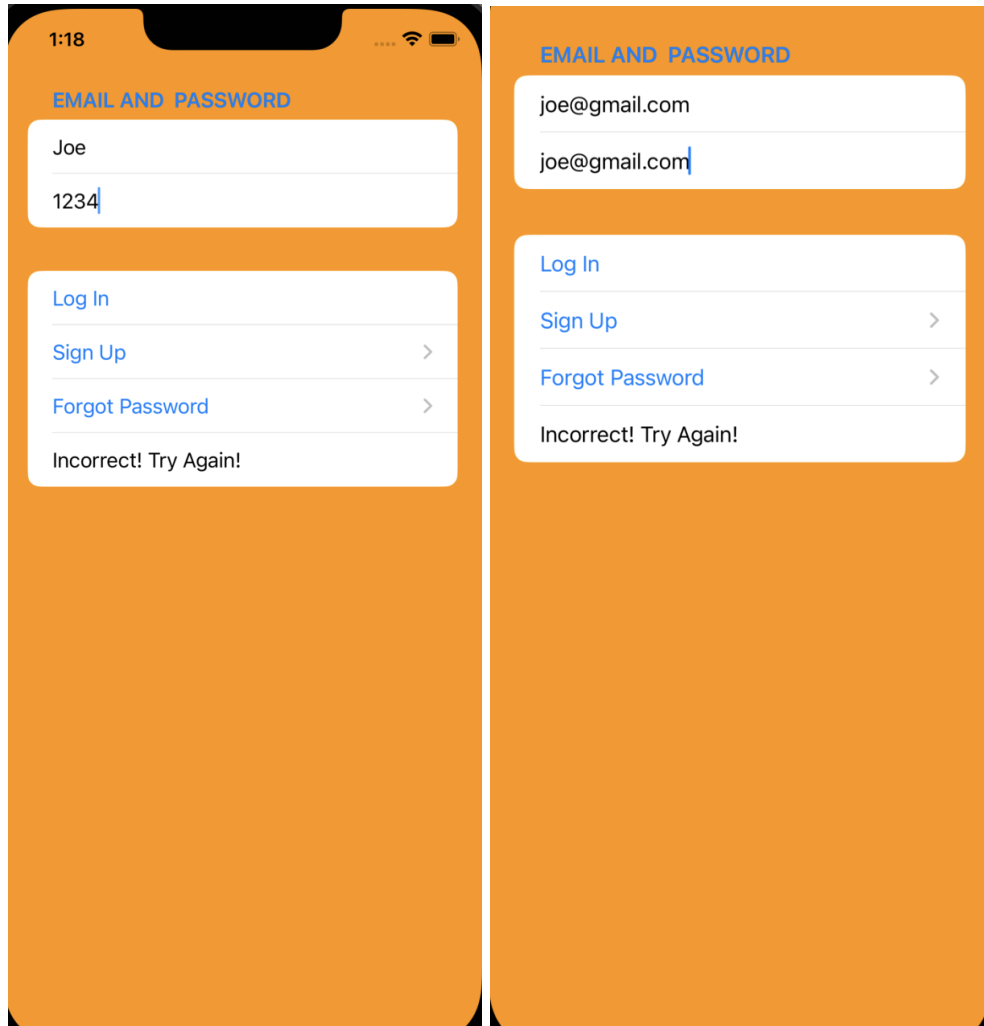 1:18
EMAIL AND  PASSWORD
Joe
1234
Log In
Sign Up
Forgot Password
Incorrect! Try Again!
EMAIL AND  PASSWORD
joe@gmail.com
joe@gmail.com
Log In
Sign Up
Forgot Password
Incorrect! Try Again!